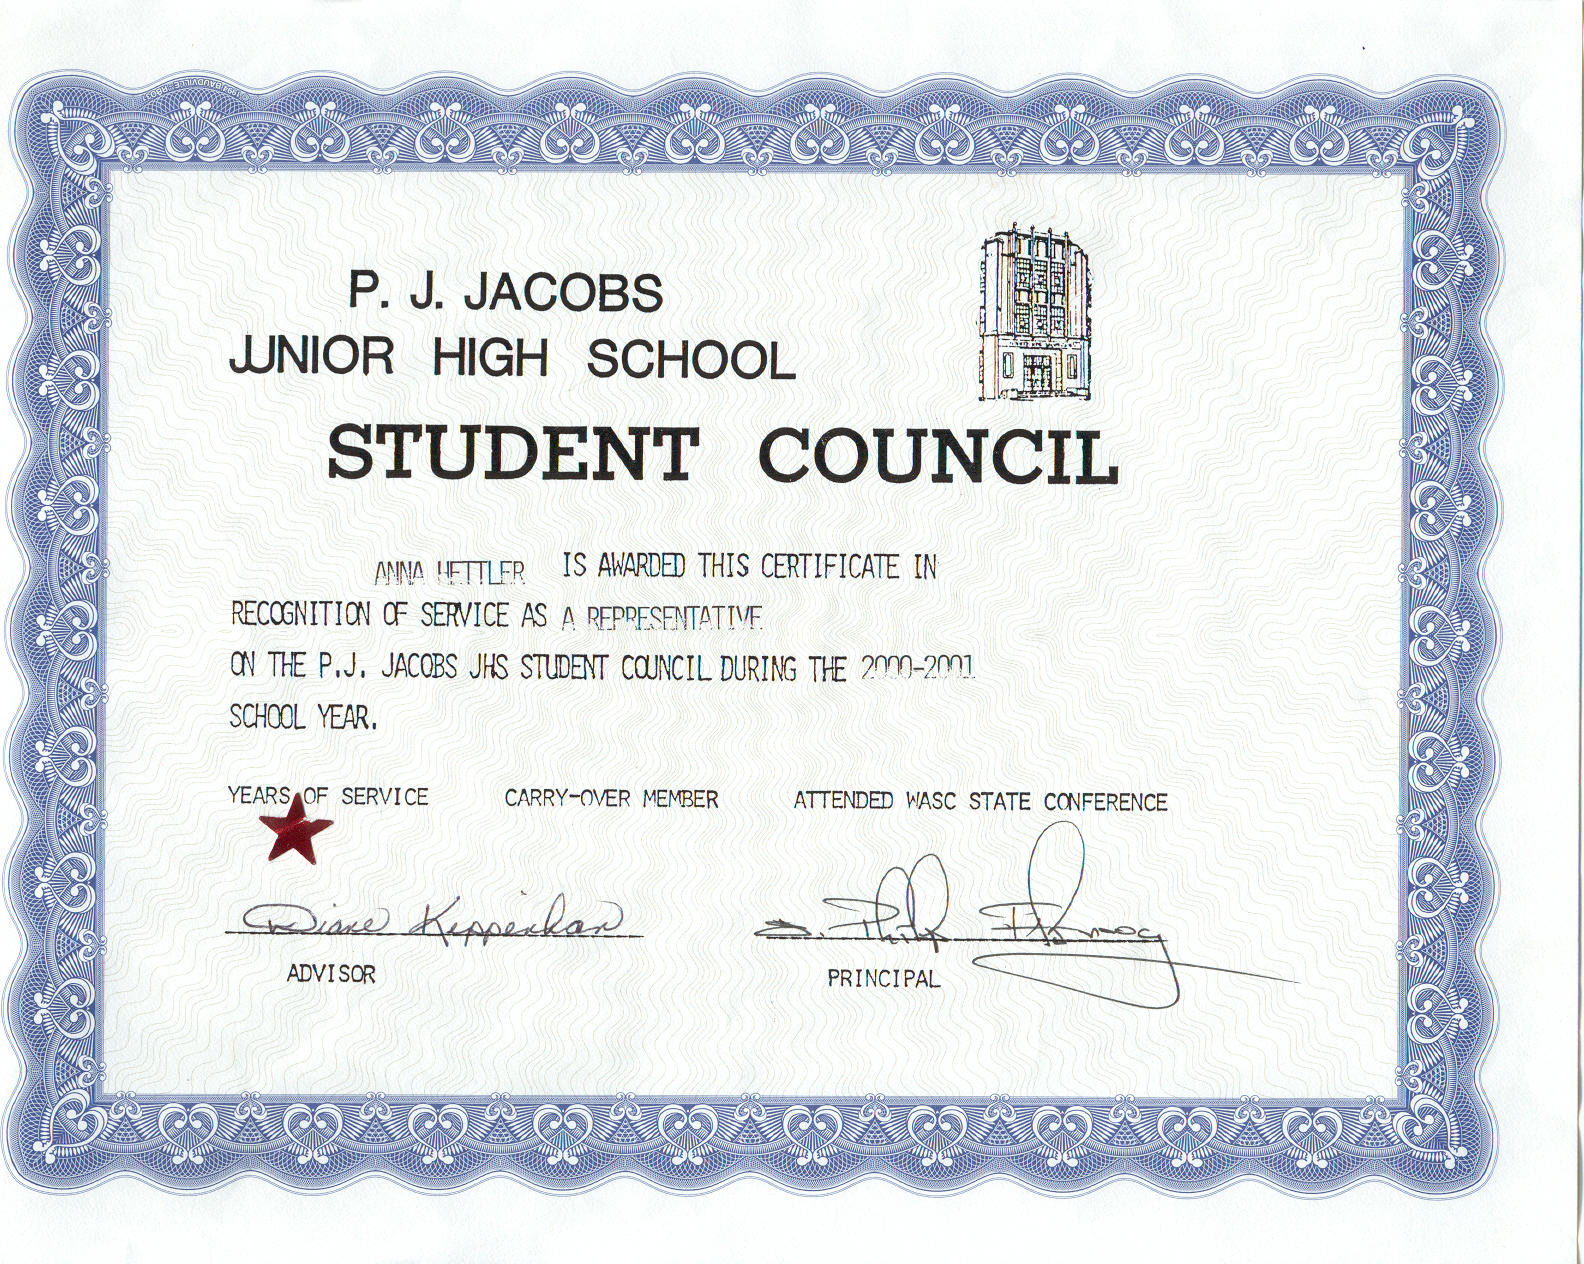 P. J. JACOBS
JUNIOR HIGH SCHOOL
STUDENT COUNCIL
ANNA HETTLER IS AWARDED THIS CERTIFICATE IN
RECOGNITION OF SERVICE AS A REPRESENTATIVE
ON THE P.J. JACOBS JHS STUDENT COUNCIL DURING THE 2000-2001
SCHOOL YEAR.
YEARS OF SERVICE CARRY-OVER MEMBER ATTENDED WASC STATE CONFERENCE
Diane Keppenhan
ADVISOR PRINCIPAL